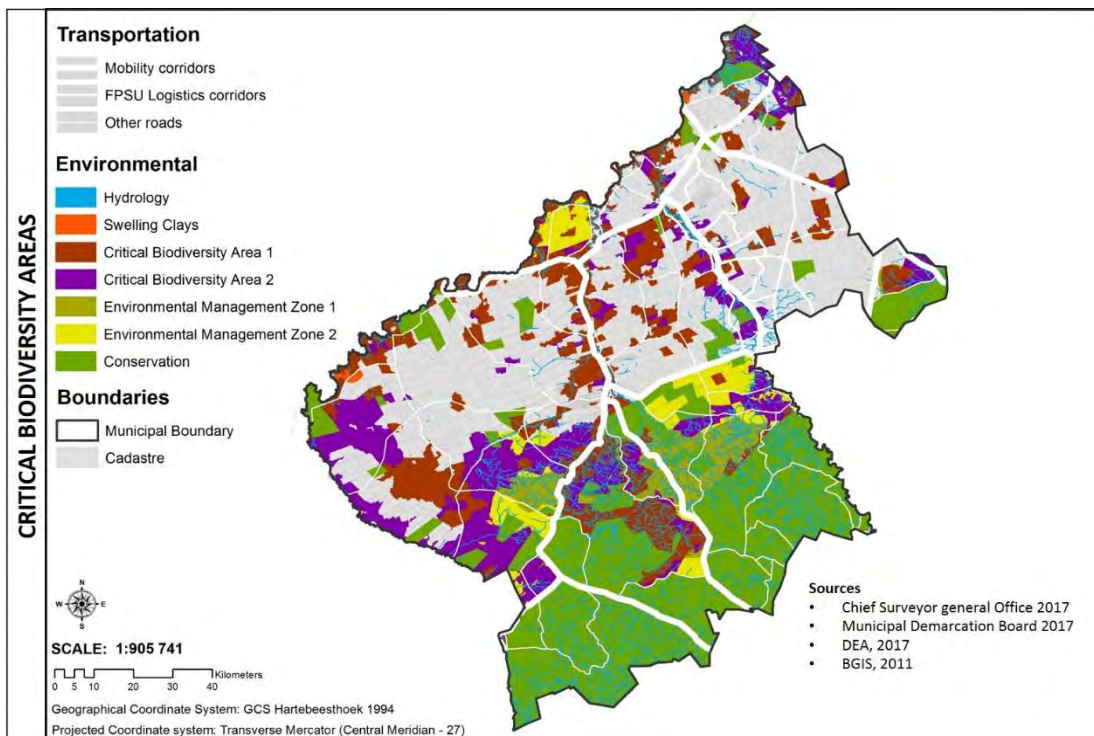 CRITICAL BIODIVERSITY AREAS
Transportation
Mobility corridors
FPSU Logistics corridors
Other roads
Environmental
Hydrology
Swelling Clays
Critical Biodiversity Area 1
Critical Biodiversity Area 2
Environmental Management Zone 1
Environmental Management Zone 2
Conservation
Boundaries
Municipal Boundary
Cadastre
N
W E
S
SCALE: 1:905 741
Kilometers
0 5 10 20 30 40
Geographical Coordinate System: GCS Hartebeesthoek 1994
Projected Coordinate system: Transverse Mercator (Central Meridian - 27)
Sources
• Chief Surveyor general Office 2017
• Municipal Demarcation Board 2017
• DEA, 2017
• BGIS, 2011